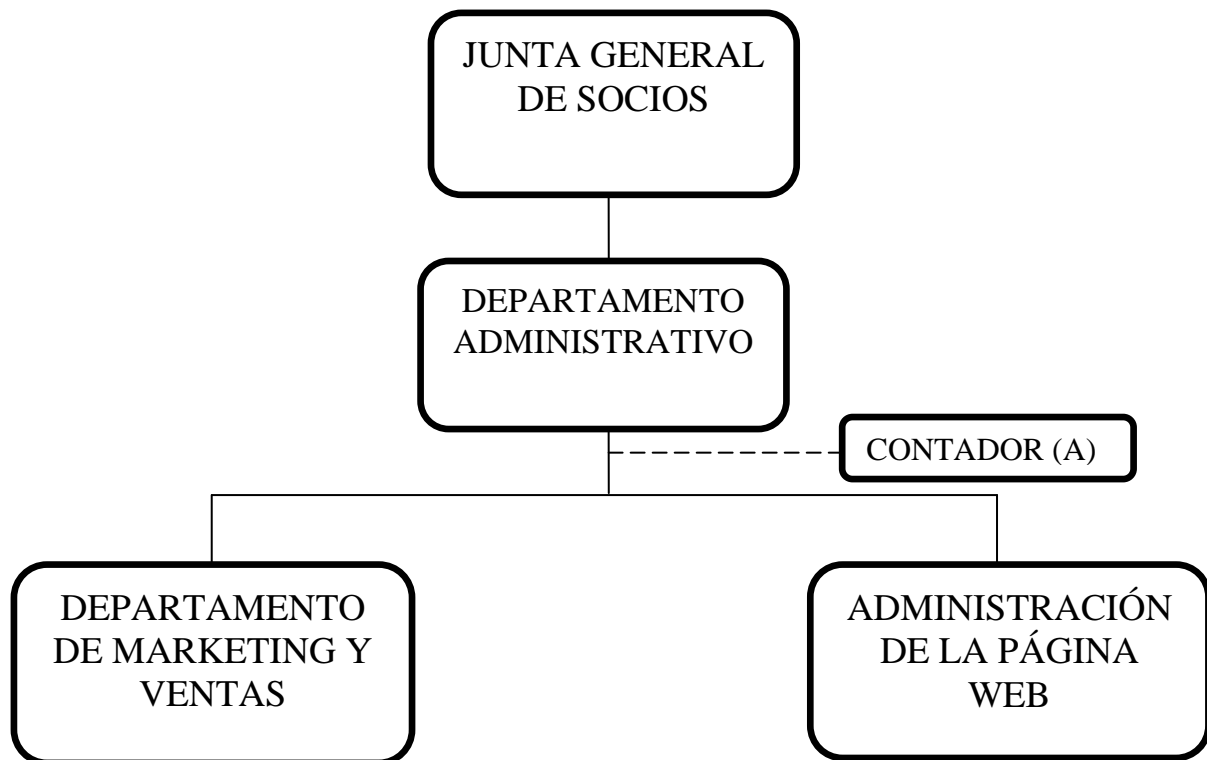 JUNTA GENERAL
DE SOCIOS
DEPARTAMENTO
ADMINISTRATIVO
CONTADOR (A)
DEPARTAMENTO
DE MARKETING Y
VENTAS
ADMINISTRACIÓN
DE LA PÁGINA
WEB